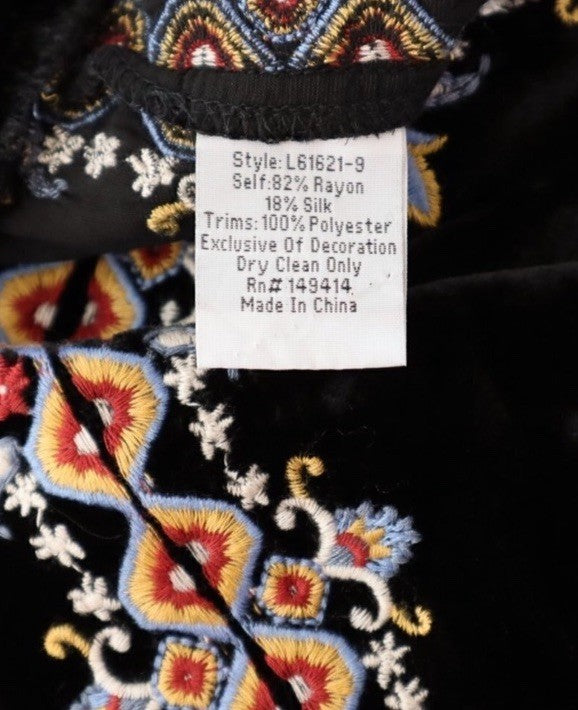 Style: L61621-9
Self:82% Rayon
18% Silk
Trims: 100% Polyester
Exclusive Of Decoration
Dry Clean Only
Rn# 149414
Made In China